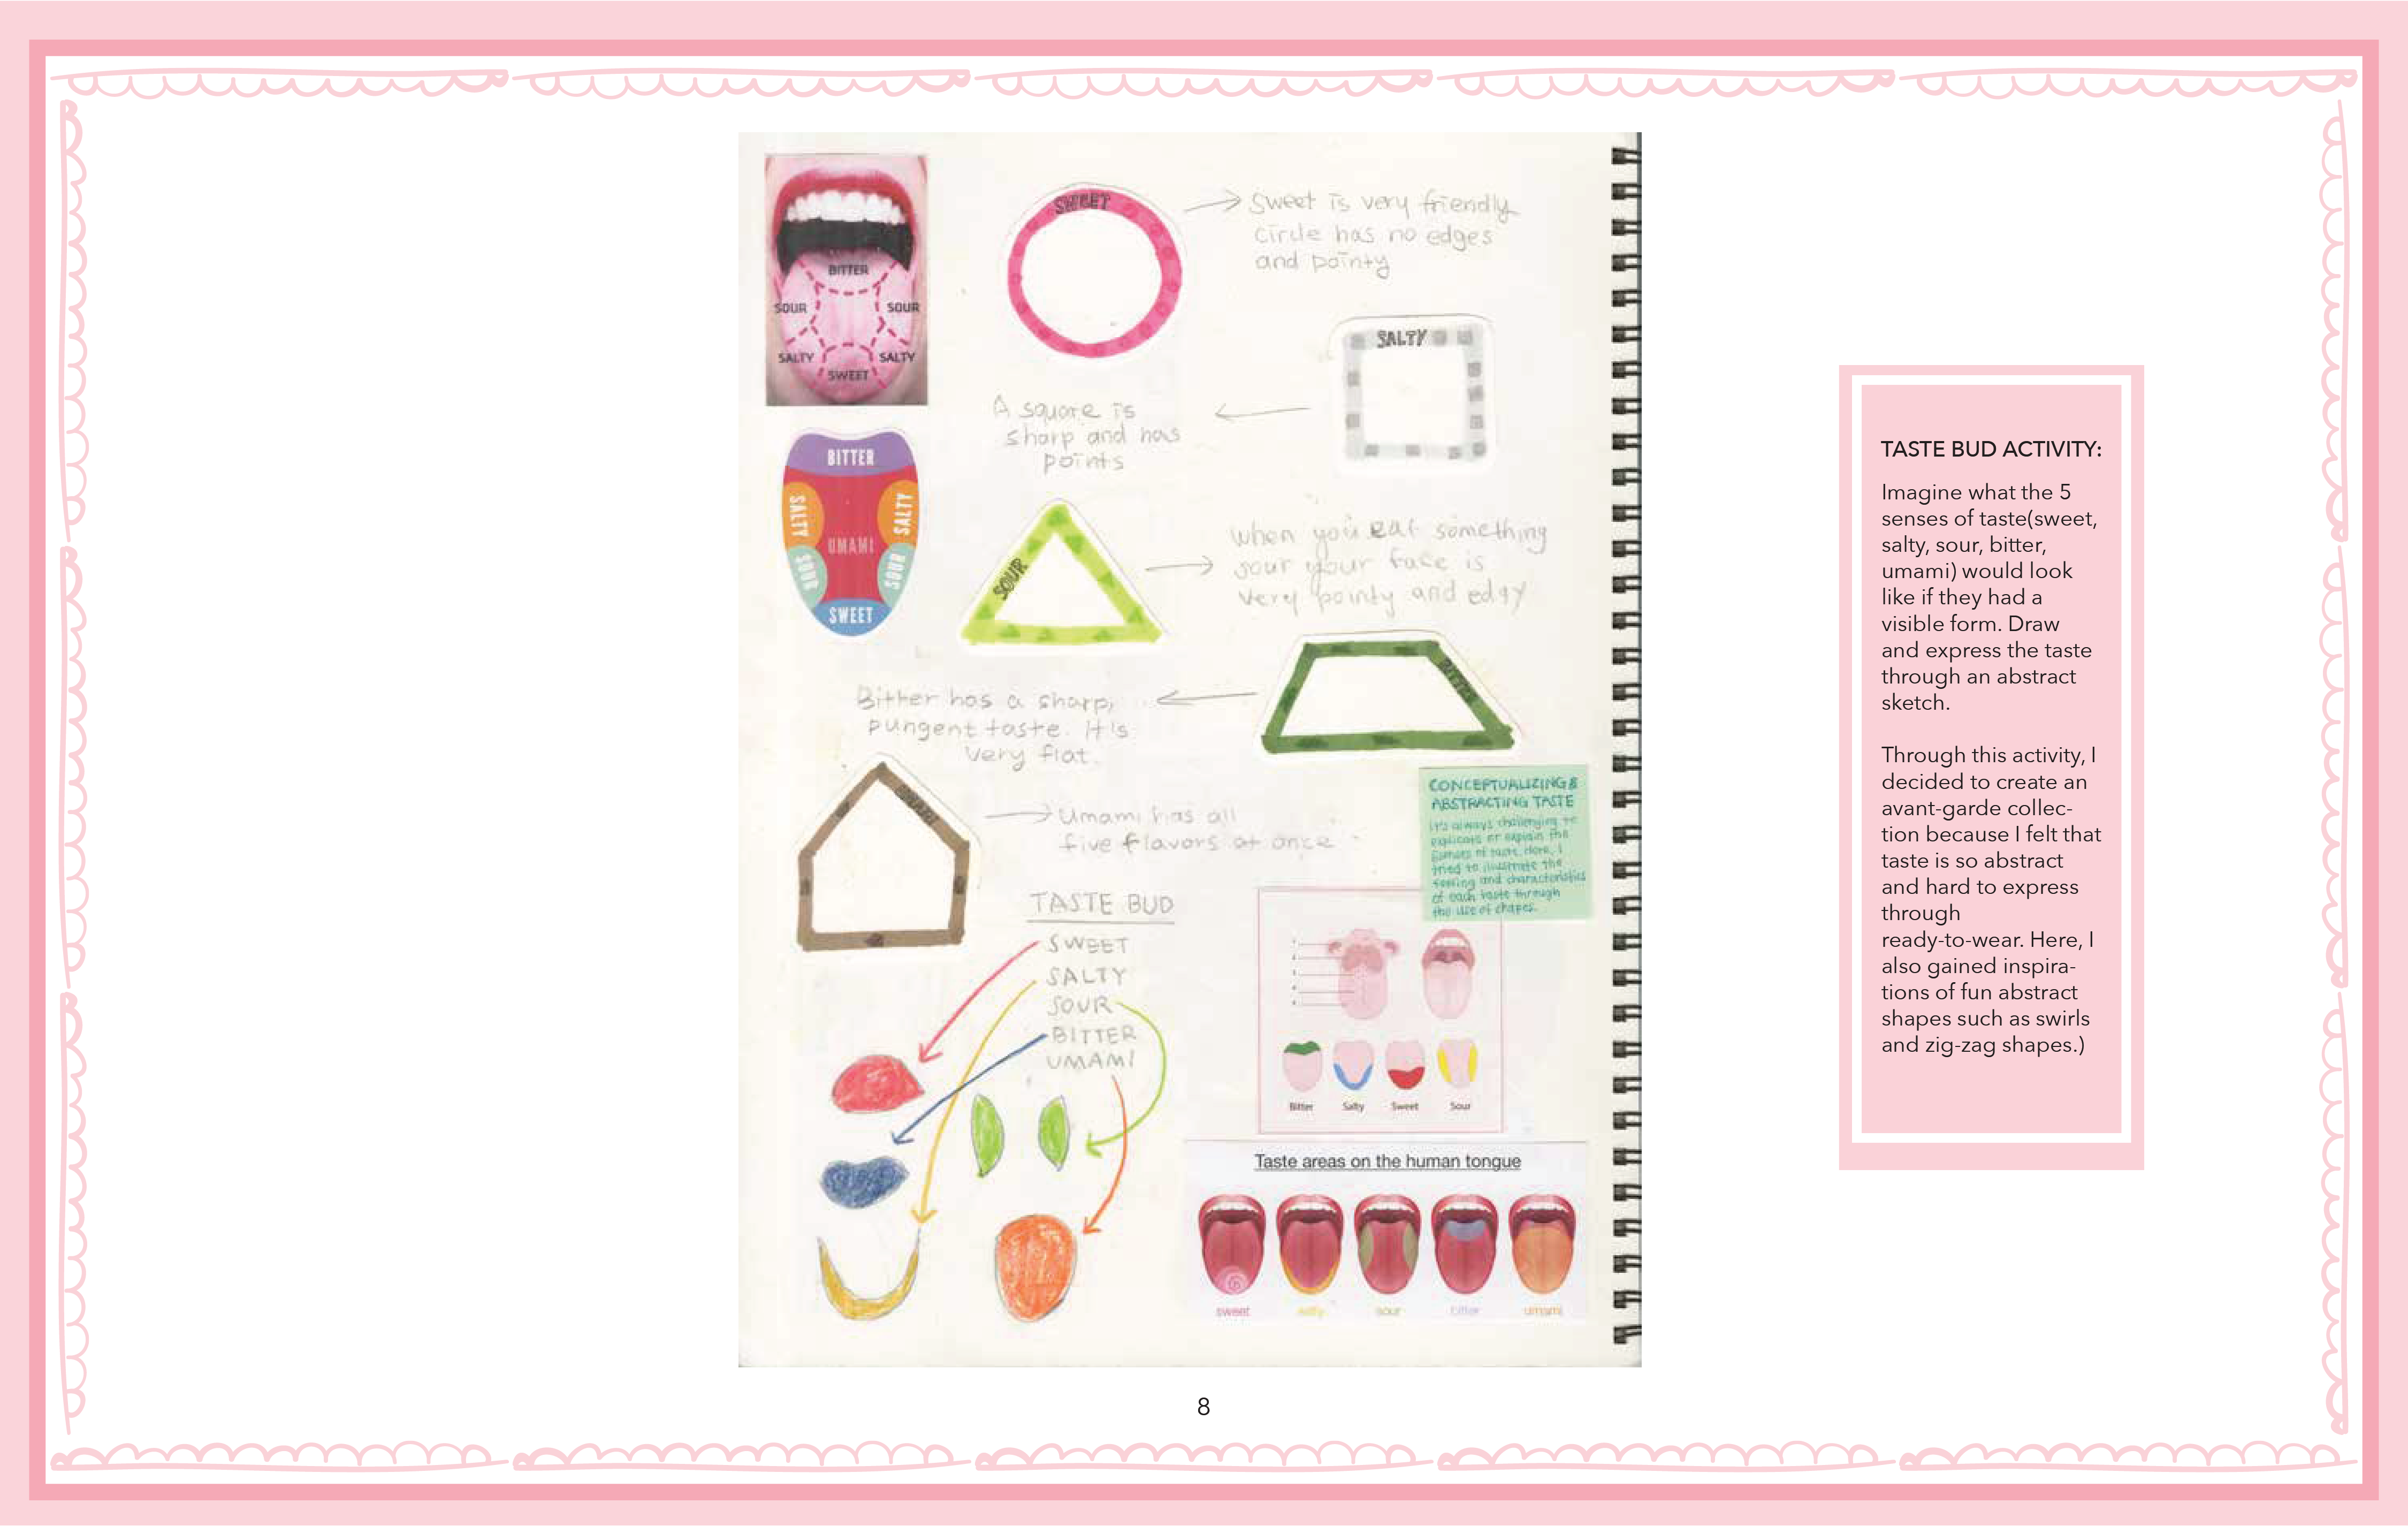 BITTER
SOUR SOUR
SALTY SALTY
SWEET
SWEET
sweet is very friendly
circle has no edges
and pointy
SALTY
A square is
sharp and has
points
BITTER
SALTY
SALTY
UMAMI
SOUR
SOUR
SWEET
SOUR
when you eat something
sour your face is
very pointy and edgy
BITTER
Bitter has a sharp,
pungent taste. It's
very flat.
UMAMI
Umami has all
five flavors at once
CONCEPTUALIZING &
ABSTRACTING TASTE
It's always challenging to
explicate or explain the
senses of taste. Here, I
tried to illustrate the
feeling and characteristics
of each taste through
the use of shapes.
TASTE BUD
SWEET
SALTY
SOUR
BITTER
UMAMI
Bitter Salty Sweet Sour
Taste areas on the human tongue
sweet salty sour bitter umami
TASTE BUD ACTIVITY:
Imagine what the 5
senses of taste(sweet,
salty, sour, bitter,
umami) would look
like if they had a
visible form. Draw
and express the taste
through an abstract
sketch.
Through this activity, I
decided to create an
avant-garde collec-
tion because I felt that
taste is so abstract
and hard to express
through
ready-to-wear. Here, I
also gained inspira-
tions of fun abstract
shapes such as swirls
and zig-zag shapes.)
8